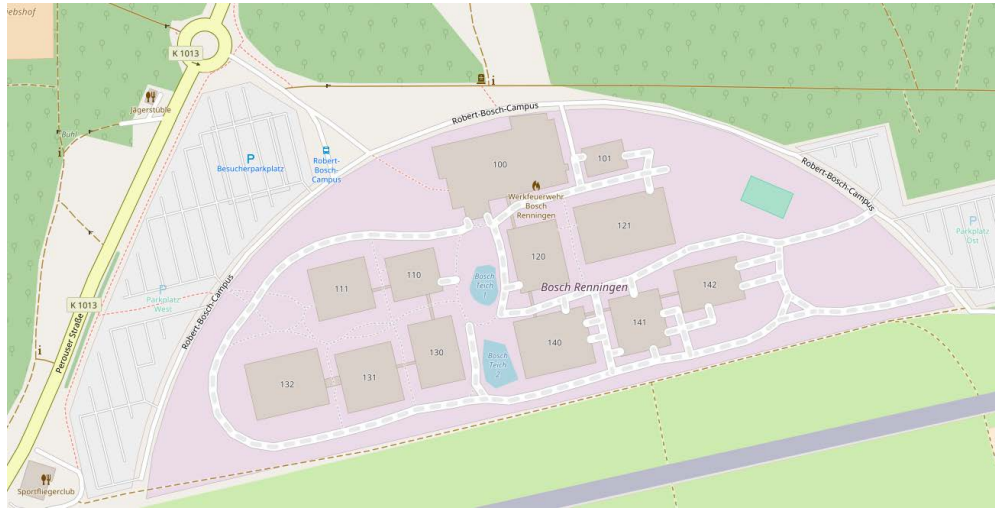 iebshof
K 1013
Jägerstüble
Bühl
P
Besucherparkplatz
Robert-
Bosch-
Campus
Robert-Bosch-Campus
100
101
Werkfeuerwehr
Bosch
Renningen
Robert-Bosch-Campus
121
120
P
Parkplatz
Ost
110
111
Bosch
Teich
1
Bosch Renningen
142
K 1013
P
Parkplatz
West
Robert-Bosch-Campus
Perouser Straße
141
140
130
Bosch
Teich
2
132
131
Sportfliegerclub